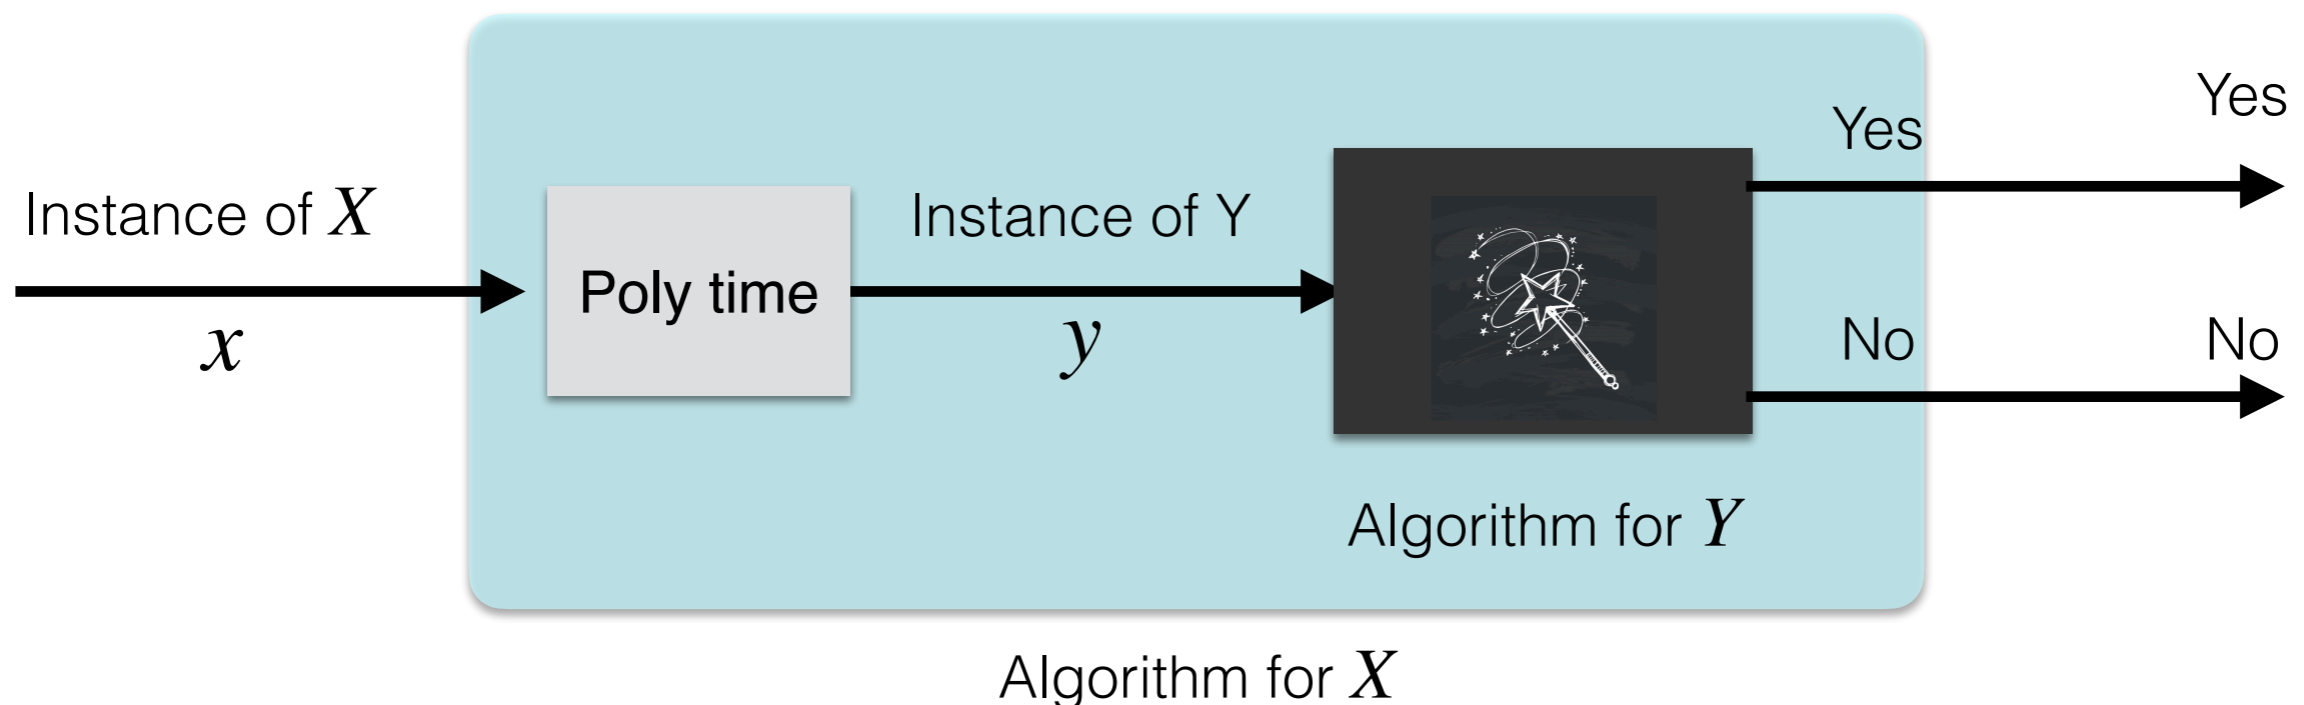 Yes
Yes
Instance of X
Instance of Y
Poly time
x
y
No
No
Algorithm for Y
Algorithm for X